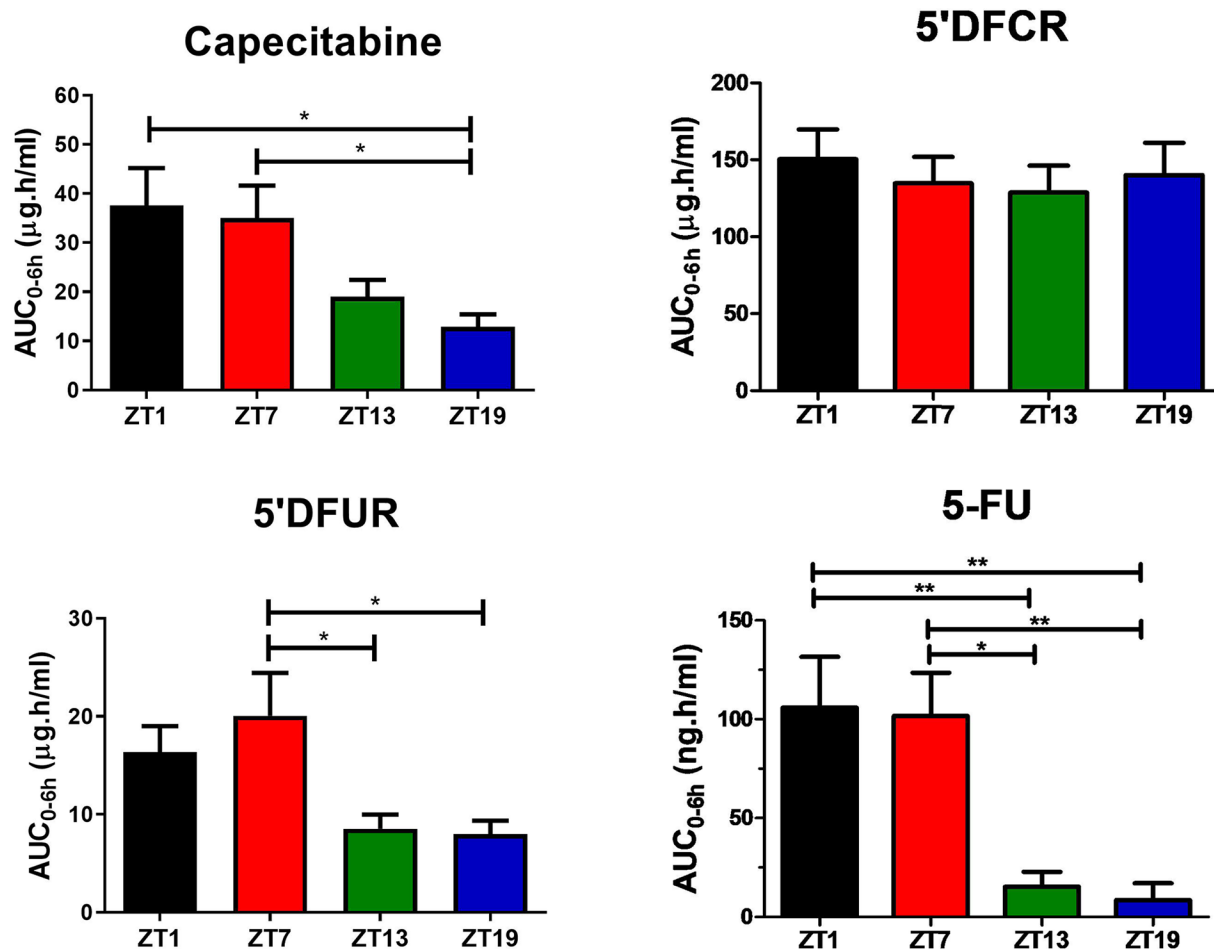 Capecitabine
AUC0-6h (μg.h/ml)
60
50
40
30
20
10
0
*
*
ZT1 ZT7 ZT13 ZT19
5'DFCR
AUC0-6h (μg.h/ml)
200
150
100
50
0
ZT1 ZT7 ZT13 ZT19
5'DFUR
AUC0-6h (μg.h/ml)
30
20
10
0
*
*
ZT1 ZT7 ZT13 ZT19
5-FU
AUC0-6h (ng.h/ml)
150
100
50
0
**
**
**
*
ZT1 ZT7 ZT13 ZT19